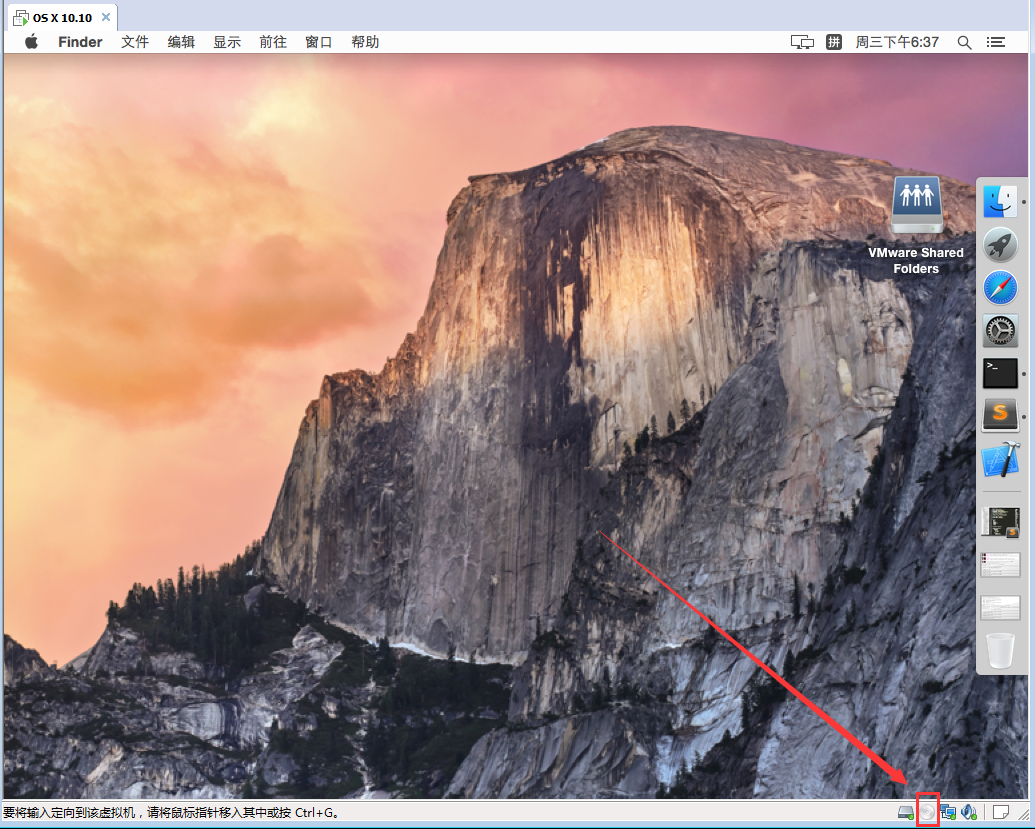 OS X 10.10
Finder 文件 编辑 显示 前往 窗口 帮助 拼 周三下午6:37
VMware Shared
Folders
>_
S
要将输入定向到该虚拟机，请将鼠标指针移入其中或按 Ctrl+G。